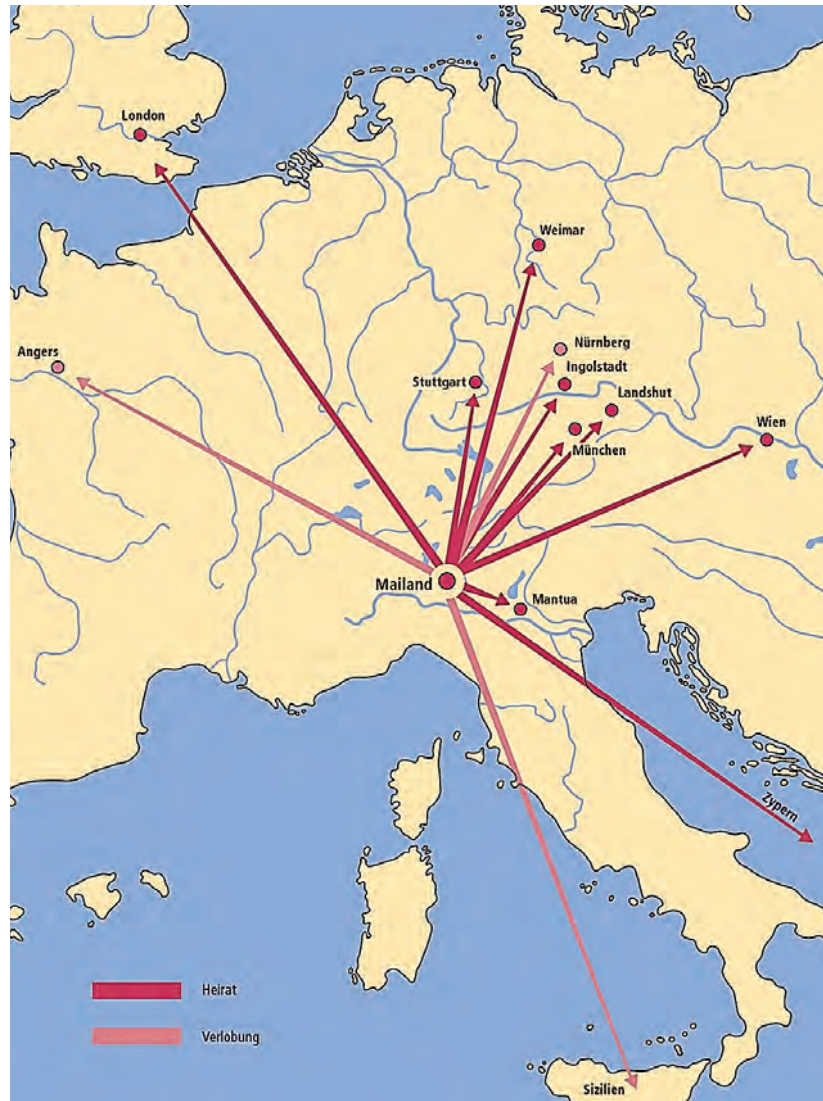 London
Weimar
Angers
Nürnberg
Stuttgart
Ingolstadt
Landshut
Wien
München
Mailand
Mantua
Zypern
Heirat
Verlobung
Sizilien